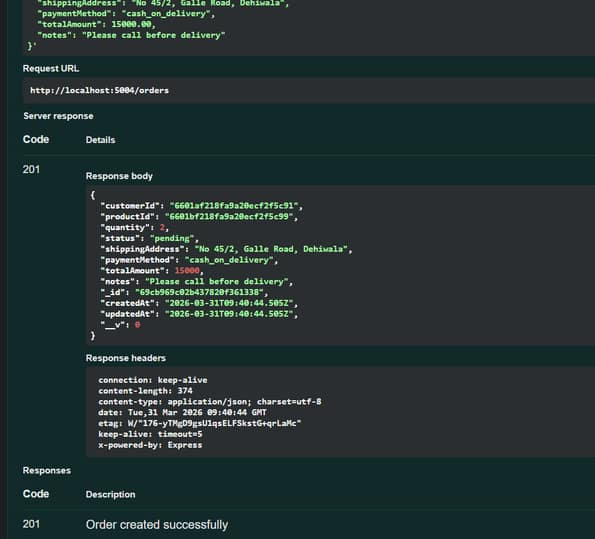 "shippingAddress": "No 45/2, Galle Road, Dehiwala",
"paymentMethod": "cash_on_delivery",
"totalAmount": 15000.00,
"notes": "Please call before delivery"
}'
Request URL
http://localhost:5004/orders
Server response
Code Details
201
Response body
{
"customerId": "6601af218fa9a20ecf2f5c91",
"productId": "6601bf218fa9a20ecf2f5c99",
"quantity": 2,
"status": "pending",
"shippingAddress": "No 45/2, Galle Road, Dehiwala",
"paymentMethod": "cash_on_delivery",
"totalAmount": 15000,
"notes": "Please call before delivery",
"_id": "69cb969c02b437820f361338",
"createdAt": "2026-03-31T09:40:44.505Z",
"updatedAt": "2026-03-31T09:40:44.505Z",
"__v": 0
}
Response headers
connection: keep-alive
content-length: 374
content-type: application/json; charset=utf-8
date: Tue,31 Mar 2026 09:40:44 GMT
etag: W/"176-yTMgD9gsU1qsELFSkstG+qrLaMc"
keep-alive: timeout=5
x-powered-by: Express
Responses
Code Description
201 Order created successfully